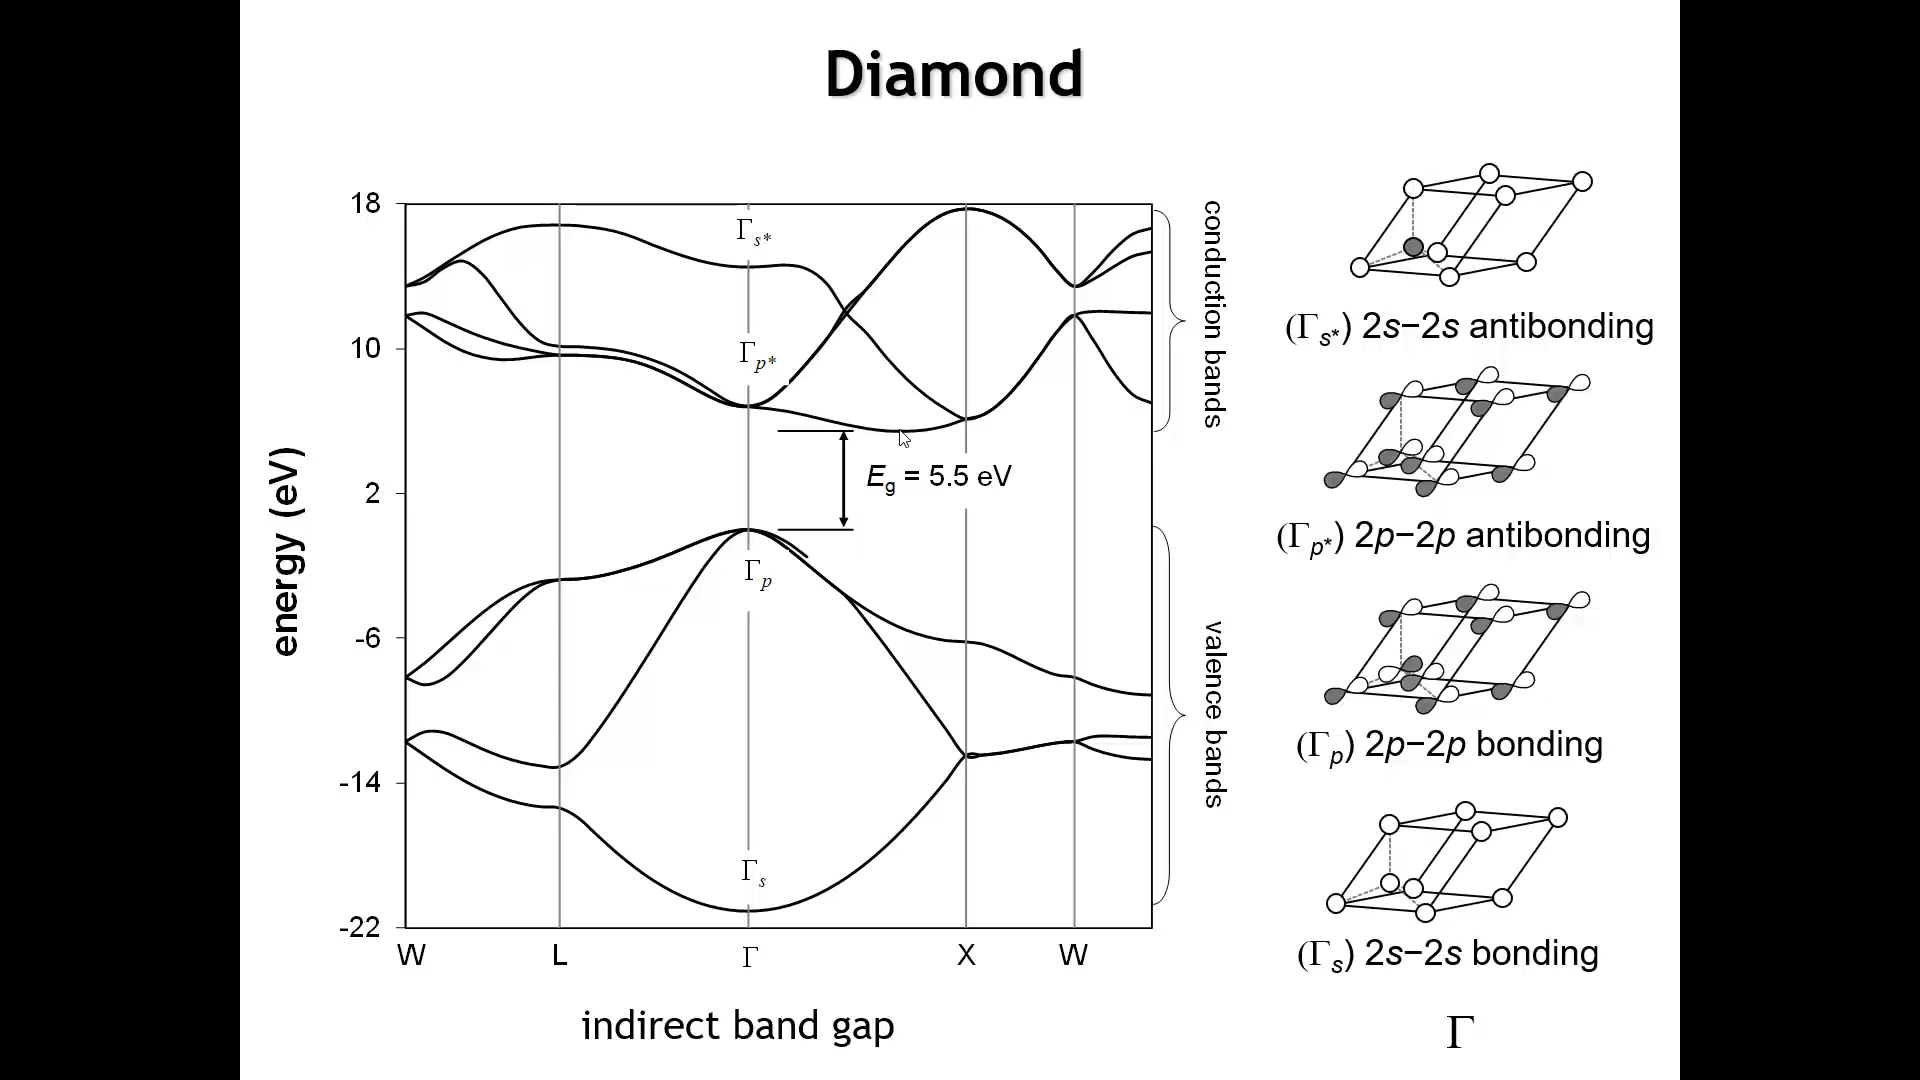 Diamond
18
10
2
-6
-14
-22
energy (eV)
Γs*
Γp*
Eg = 5.5 eV
Γp
Γs
W L Γ X W
conduction bands
valence bands
indirect band gap
(Γs*) 2s−2s antibonding
(Γp*) 2p−2p antibonding
(Γp) 2p−2p bonding
(Γs) 2s−2s bonding
Γ